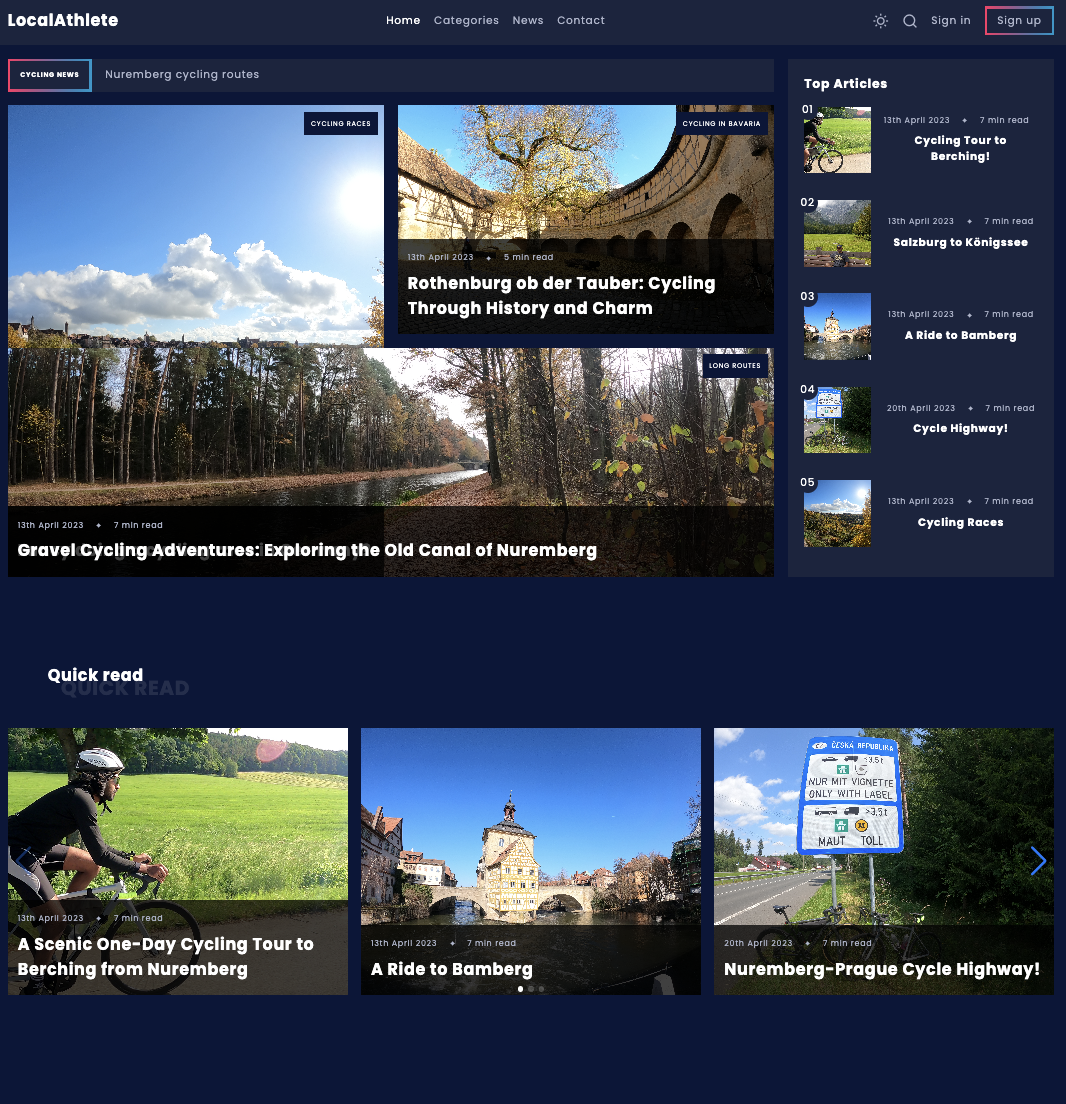 LocalAthlete
Home Categories News Contact
Sign in
Sign up
CYCLING NEWS
Nuremberg cycling routes
CYCLING RACES
CYCLING IN BAVARIA
13th April 2023 5 min read
Rothenburg ob der Tauber: Cycling
Through History and Charm
LONG ROUTES
13th April 2023 7 min read
Gravel Cycling Adventures: Exploring the Old Canal of Nuremberg
Top Articles
01
13th April 2023 7 min read
Cycling Tour to
Berching!
02
13th April 2023 7 min read
Salzburg to Königssee
03
13th April 2023 7 min read
A Ride to Bamberg
04
20th April 2023 7 min read
Cycle Highway!
05
13th April 2023 7 min read
Cycling Races
Quick read
QUICK READ
13th April 2023 7 min read
A Scenic One-Day Cycling Tour to
Berching from Nuremberg
13th April 2023 7 min read
A Ride to Bamberg
ČESKÁ REPUBLIKA
<3,5t
NUR MIT VIGNETTE
ONLY WITH LABEL
>3,5t
MAUT TOLL
20th April 2023 7 min read
Nuremberg-Prague Cycle Highway!